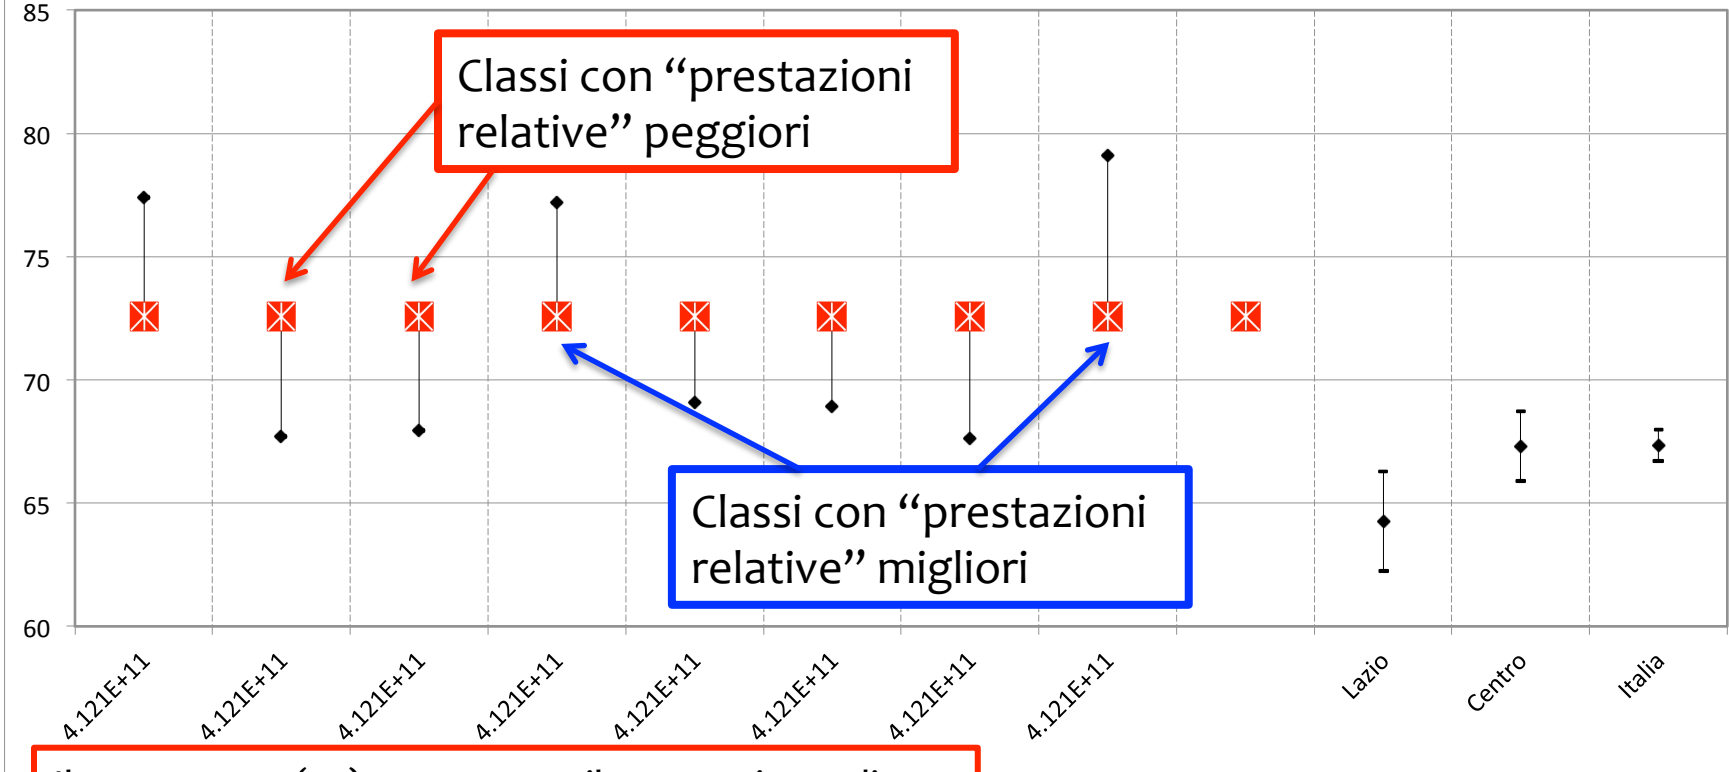 85
Classi con “prestazioni
relative” peggiori
80
75
70
Classi con “prestazioni
relative” migliori
65
60
4.121E+11
4.121E+11
4.121E+11
4.121E+11
4.121E+11
4.121E+11
4.121E+11
4.121E+11
Lazio
Centro
Italia